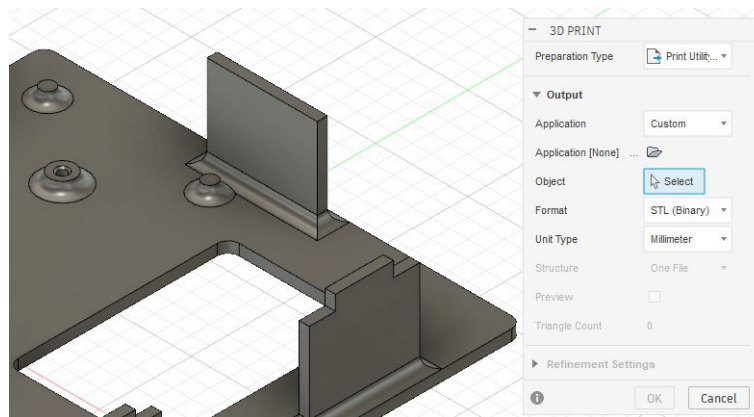 3D PRINT
Preparation Type Print Utilit... ▾
Output
Application Custom
Application [None] ...
Object Select
Format STL (Binary)
Unit Type Millimeter
Structure One File
Preview
Triangle Count 0
Refinement Settings
OK Cancel